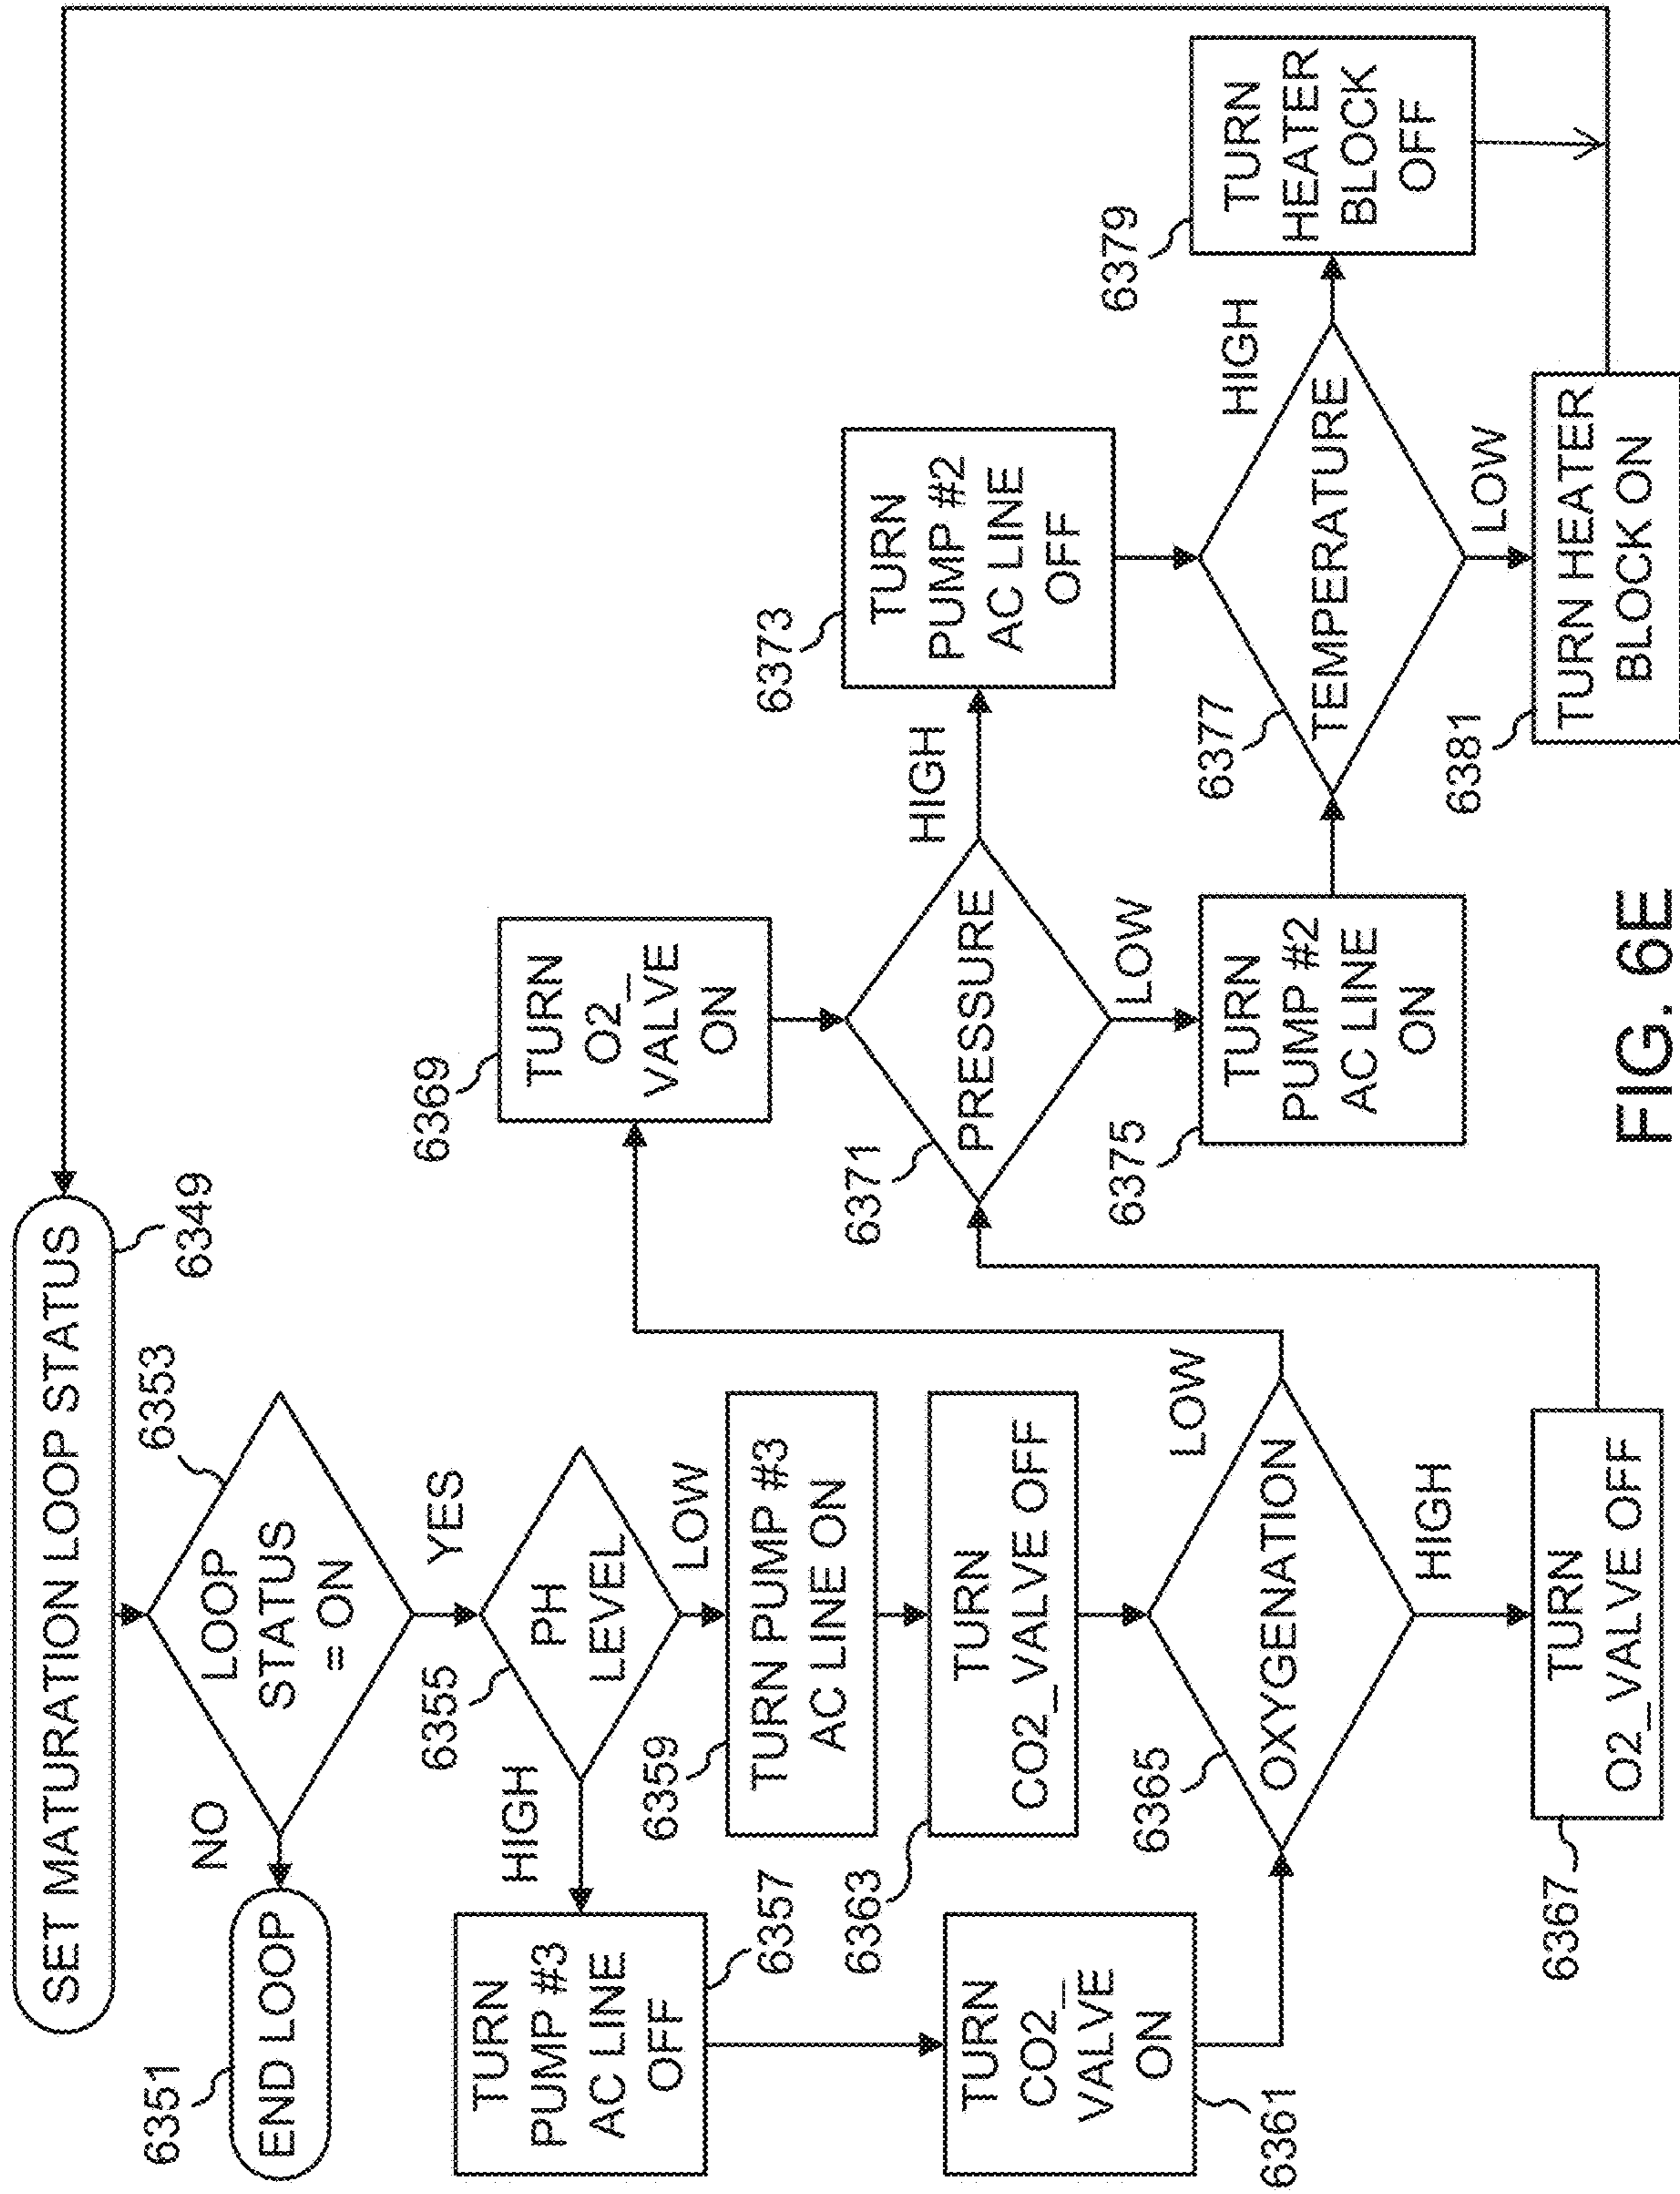 SET MATURATION LOOP STATUS
6349
6353
LOOP
STATUS
= ON
NO
YES
6351
END LOOP
6355
PH
LEVEL
HIGH
LOW
TURN
PUMP #3
AC LINE
OFF
6357
6359
TURN PUMP #3
AC LINE ON
6363
TURN
CO2_VALVE OFF
TURN
CO2_
VALVE
ON
6361
6365
OXYGENATION
LOW
HIGH
6367
TURN
O2_VALVE OFF
6369
TURN
O2_
VALVE
ON
6371
PRESSURE
HIGH
LOW
6373
TURN
PUMP #2
AC LINE
OFF
6375
TURN
PUMP #2
AC LINE
ON
6377
TEMPERATURE
HIGH
LOW
6379
TURN
HEATER
BLOCK
OFF
6381
TURN HEATER
BLOCK ON
FIG. 6E